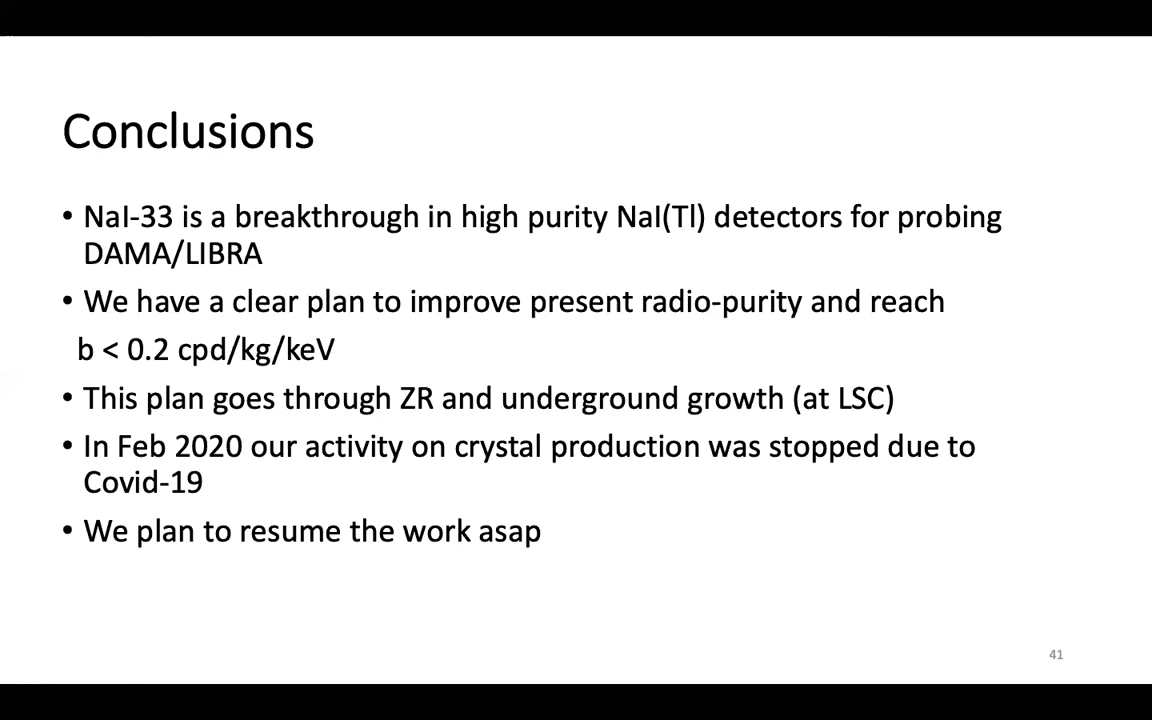 Conclusions
• NaI-33 is a breakthrough in high purity NaI(Tl) detectors for probing
DAMA/LIBRA
• We have a clear plan to improve present radio-purity and reach
b < 0.2 cpd/kg/keV
• This plan goes through ZR and underground growth (at LSC)
• In Feb 2020 our activity on crystal production was stopped due to
Covid-19
• We plan to resume the work asap
41